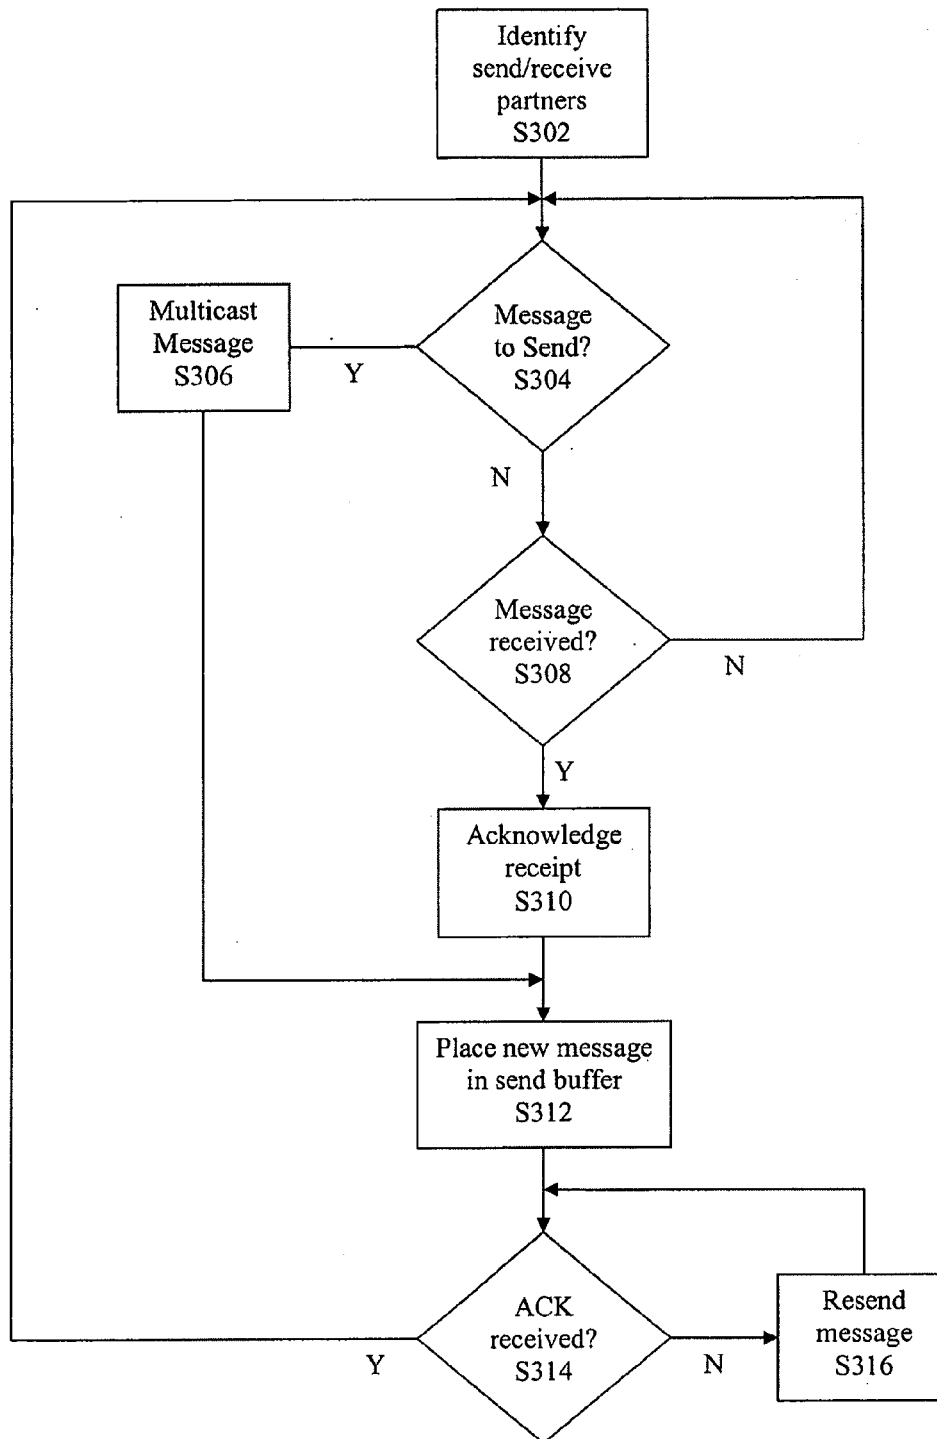 Identify
send/receive
partners
S302
Message
to Send?
S304
Multicast
Message
S306
Y
N
Message
received?
S308
N
Y
Acknowledge
receipt
S310
Place new message
in send buffer
S312
ACK
received?
S314
Y
N
Resend
message
S316